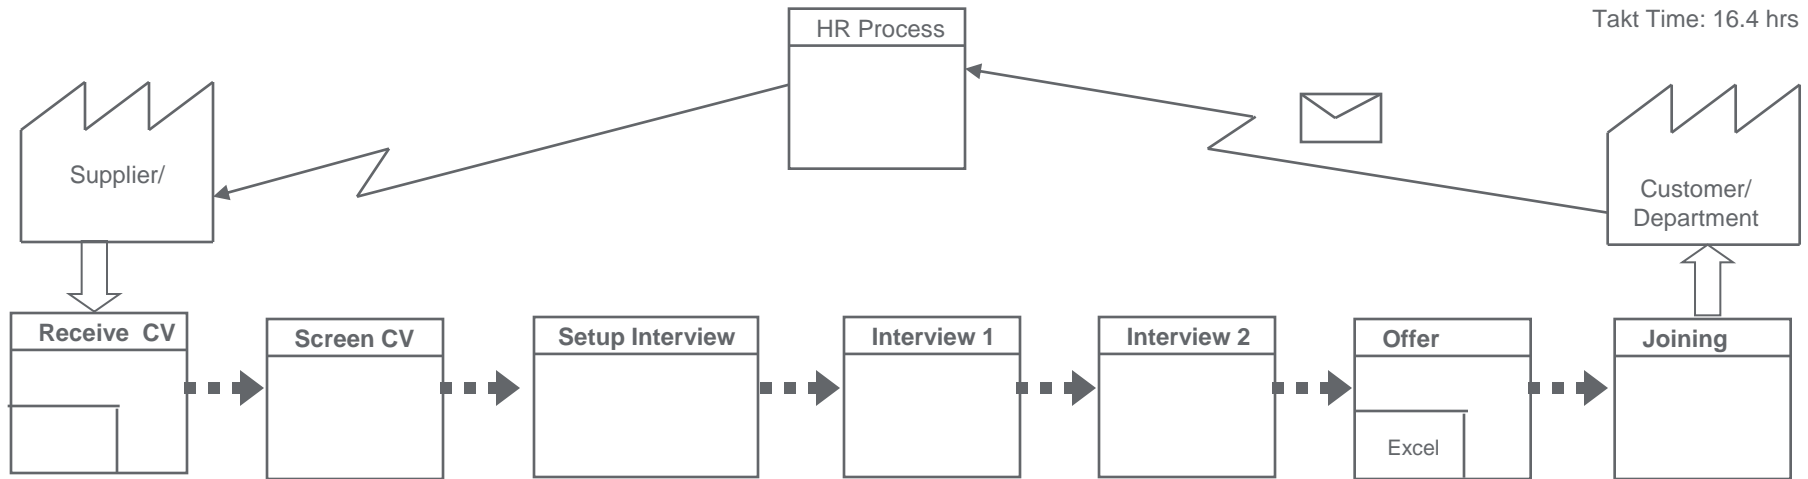 Takt Time: 16.4 hrs
HR Process
Supplier/
Customer/
Department
Receive CV
Screen CV
Setup Interview
Interview 1
Interview 2
Offer
Joining
Excel